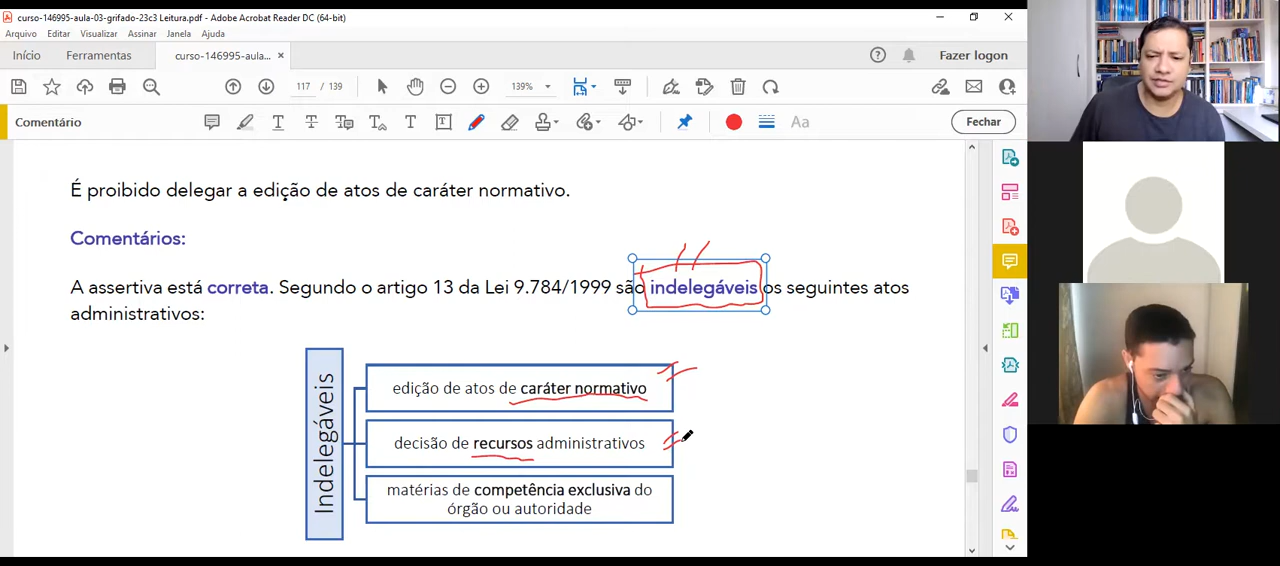 curso-146995-aula-03-grifado-23c3 Leitura.pdf - Adobe Acrobat Reader DC (64-bit)
Arquivo Editar Visualizar Assinar Janela Ajuda
Início Ferramentas curso-146995-aula... × Fazer logon
117 / 139 139%
Comentário Aa Fechar
É proibido delegar a edição de atos de caráter normativo.
Comentários:
A assertiva está correta. Segundo o artigo 13 da Lei 9.784/1999 são indelegáveis os seguintes atos
administrativos:
Indelegáveis
edição de atos de caráter normativo
decisão de recursos administrativos
matérias de competência exclusiva do
órgão ou autoridade